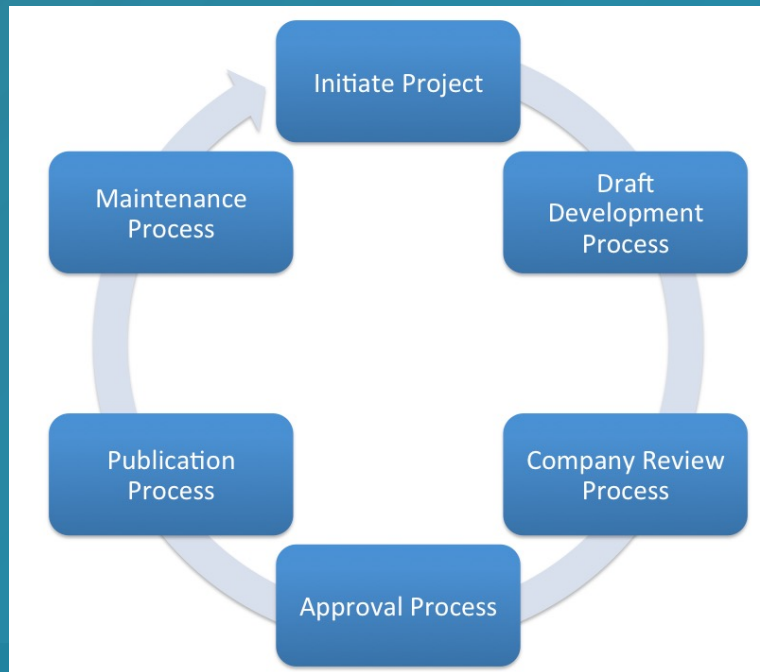 Initiate Project
Draft
Development
Process
Company Review
Process
Approval Process
Publication
Process
Maintenance
Process